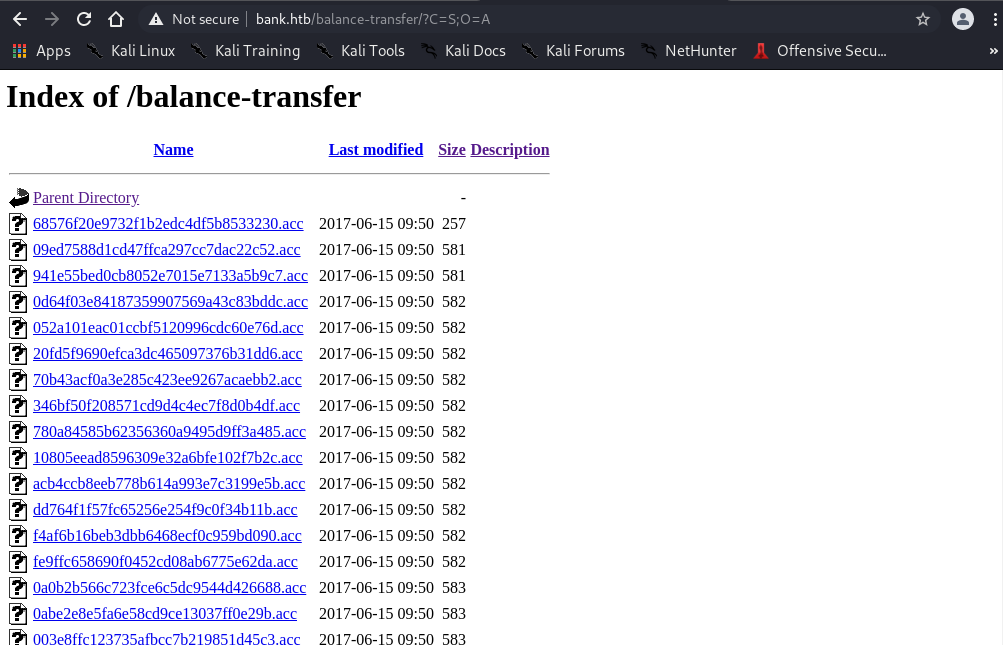 Not secure | bank.htb/balance-transfer/?C=S;O=A
Apps Kali Linux Kali Training Kali Tools Kali Docs Kali Forums NetHunter Offensive Secu... »
Index of /balance-transfer
Name Last modified Size Description
Parent Directory -
68576f20e9732f1b2edc4df5b8533230.acc 2017-06-15 09:50 257
09ed7588d1cd47ffca297cc7dac22c52.acc 2017-06-15 09:50 581
941e55bed0cb8052e7015e7133a5b9c7.acc 2017-06-15 09:50 581
0d64f03e84187359907569a43c83bddc.acc 2017-06-15 09:50 582
052a101eac01ccbf5120996cdc60e76d.acc 2017-06-15 09:50 582
20fd5f9690efca3dc465097376b31dd6.acc 2017-06-15 09:50 582
70b43acf0a3e285c423ee9267acaebb2.acc 2017-06-15 09:50 582
346bf50f208571cd9d4c4ec7f8d0b4df.acc 2017-06-15 09:50 582
780a84585b62356360a9495d9ff3a485.acc 2017-06-15 09:50 582
10805eead8596309e32a6bfe102f7b2c.acc 2017-06-15 09:50 582
acb4ccb8eeb778b614a993e7c3199e5b.acc 2017-06-15 09:50 582
dd764f1f57fc65256e254f9c0f34b11b.acc 2017-06-15 09:50 582
f4af6b16beb3dbb6468ecf0c959bd090.acc 2017-06-15 09:50 582
fe9ffc658690f0452cd08ab6775e62da.acc 2017-06-15 09:50 582
0a0b2b566c723fce6c5dc9544d426688.acc 2017-06-15 09:50 583
0abe2e8e5fa6e58cd9ce13037ff0e29b.acc 2017-06-15 09:50 583
003e8ffc123735afbcc7b219851d45c3.acc 2017-06-15 09:50 583